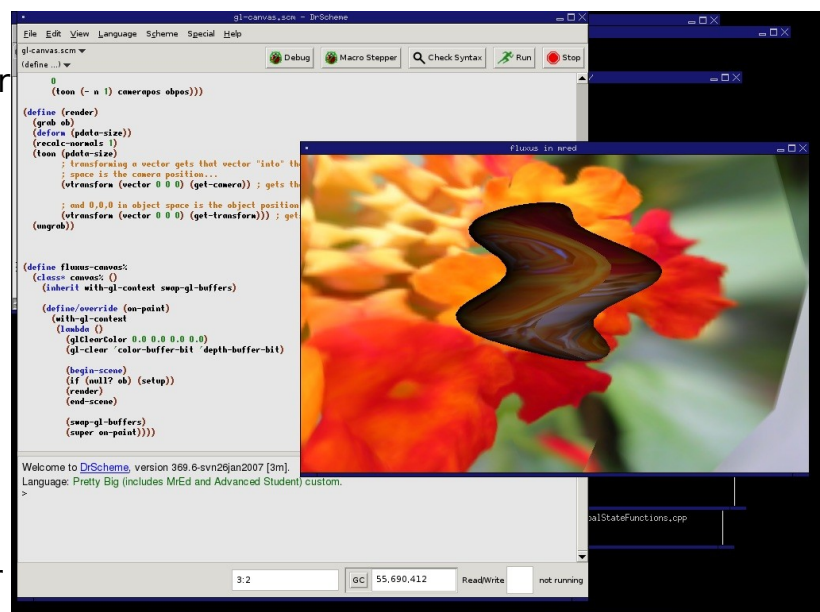 gl-canvas.scm - DrScheme
File Edit View Language Scheme Special Help
gl-canvas.scm
(define ...)
Debug Macro Stepper Check Syntax Run Stop
0
(toon (- n 1) camerapos obpos)))
(define (render)
(grab ob)
(deform (pdata-size))
(recalc-normals 1)
(toon (pdata-size)
; transforming a vector gets that vector "into" the
; space is the camera position...
(vtransform (vector 0 0 0) (get-camera)) ; gets th
; and 0,0,0 in object space is the object position
(vtransform (vector 0 0 0) (get-transform))) ; get
(ungrab))
(define fluxus-canvas%
(class* canvas% ()
(inherit with-gl-context swap-gl-buffers)
(define/override (on-paint)
(with-gl-context
(lambda ()
(glClearColor 0.0 0.0 0.0 0.0)
(gl-clear 'color-buffer-bit 'depth-buffer-bit)
(begin-scene)
(if (null? ob) (setup))
(render)
(end-scene)
(swap-gl-buffers)
(super on-paint))))
fluxus in mred
Welcome to DrScheme, version 369.6-svn26jan2007 [3m].
Language: Pretty Big (includes MrEd and Advanced Student) custom.
>
balStateFunctions.cpp
3:2 GC 55,690,412 Read/Write not running